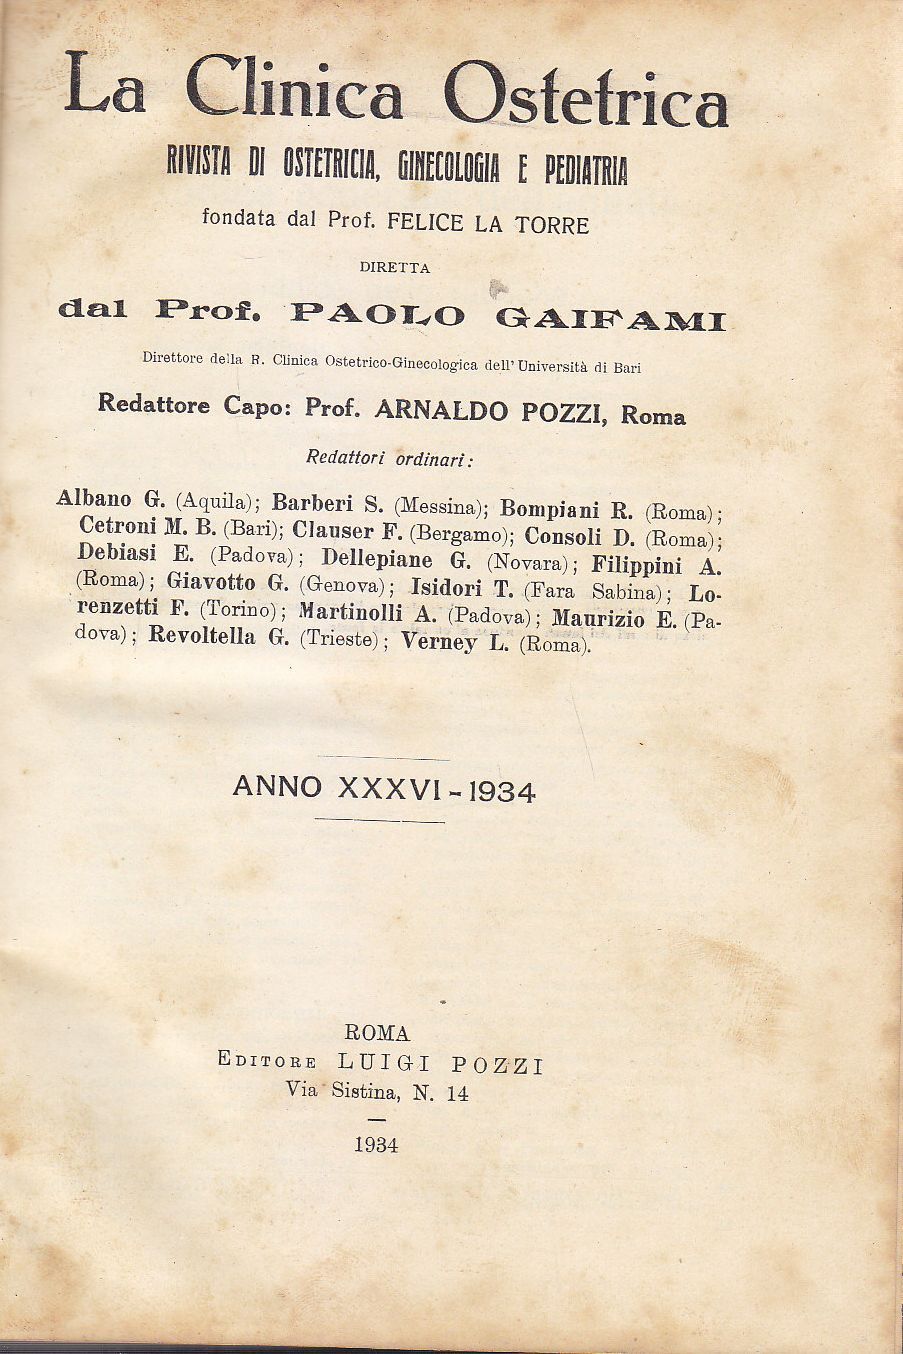 La Clinica Ostetrica
RIVISTA DI OSTETRICIA, GINECOLOGIA E PEDIATRIA
fondata dal Prof. FELICE LA TORRE
DIRETTA
dal Prof. PAOLO GAIFAMI
Direttore della R. Clinica Ostetrico-Ginecologica dell' Università di Bari
Redattore Capo: Prof. ARNALDO POZZI, Roma
Redattori ordinari:
Albano G. (Aquila); Barberi S. (Messina); Bompiani R. (Roma);
Cetroni M. B. (Bari); Clauser F. (Bergamo); Consoli D. (Roma);
Debiasi E. (Padova); Dellepiane G. (Novara); Filippini A.
(Roma); Giavotto G. (Genova); Isidori T. (Fara Sabina); Lo-
renzetti F. (Torino); Martinolli A. (Padova); Maurizio E. (Pa-
dova); Revoltella G. (Trieste); Verney L. (Roma).
ANNO XXXVI - 1934
ROMA
EDITORE LUIGI POZZI
Via Sistina, N. 14
1934